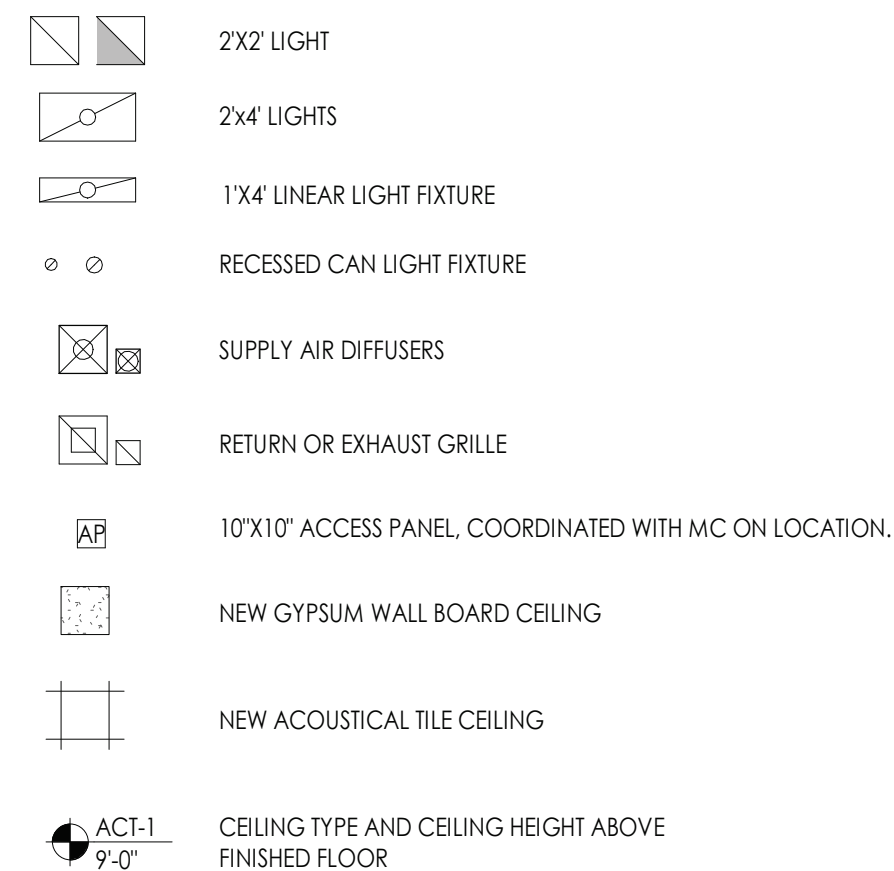 2'X2' LIGHT
2'x4' LIGHTS
1'X4' LINEAR LIGHT FIXTURE
RECESSED CAN LIGHT FIXTURE
SUPPLY AIR DIFFUSERS
RETURN OR EXHAUST GRILLE
AP 10"X10" ACCESS PANEL, COORDINATED WITH MC ON LOCATION.
NEW GYPSUM WALL BOARD CEILING
NEW ACOUSTICAL TILE CEILING
ACT-1 CEILING TYPE AND CEILING HEIGHT ABOVE
9'-0" FINISHED FLOOR